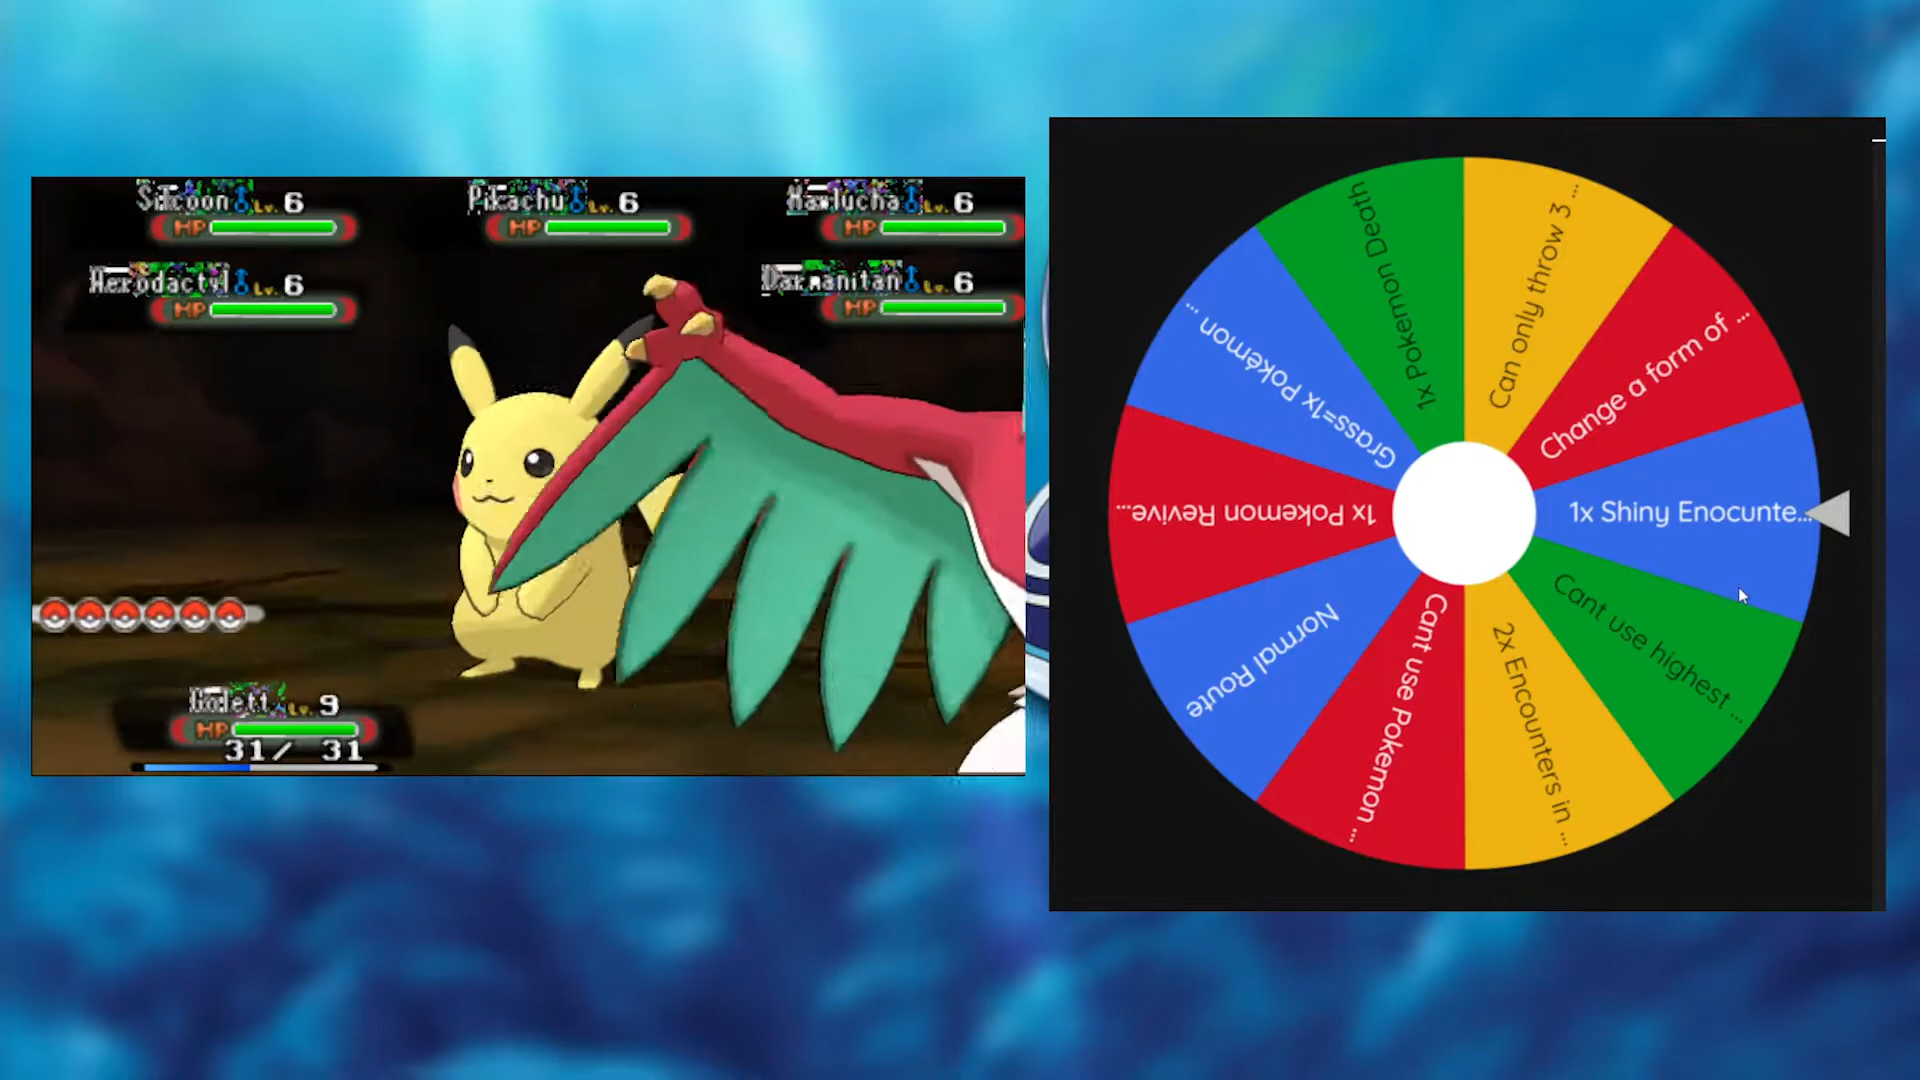 Silcoon♂ Lv. 6
HP
Pikachu♂ Lv. 6
HP
Hawlucha♂ Lv. 6
HP
Aerodactyl♂ Lv. 6
HP
Darmanitan♂ Lv. 6
HP
Golett Lv. 9
HP
31/ 31
1x Pokemon Death
Can only throw 3 ...
Change a form of ...
1x Shiny Enocunte...
Cant use highest ...
2x Encounters in ...
Cant use Pokemon ...
Normal Route
1x Pokemon Revive...
Grass=1x Pokémon ...